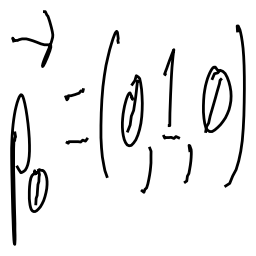 p⃗₀ = (0, 1, 0)